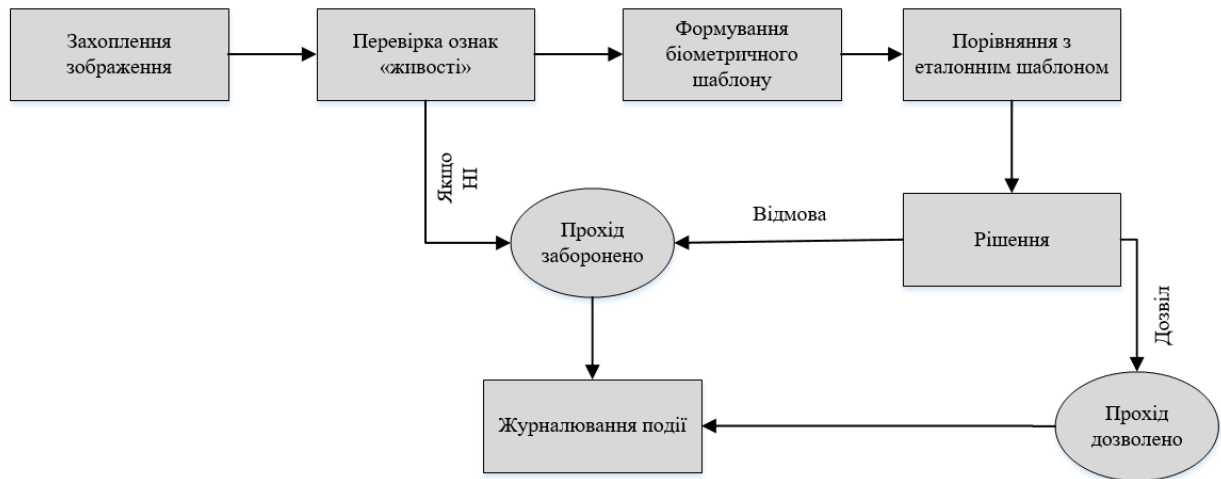 Захоплення
зображення
Перевірка ознак
«живості»
Формування
біометричного
шаблону
Порівняння з
еталонним шаблоном
Якщо
НІ
Прохід
заборонено
Відмова
Рішення
Дозвіл
Журналювання події
Прохід
дозволено